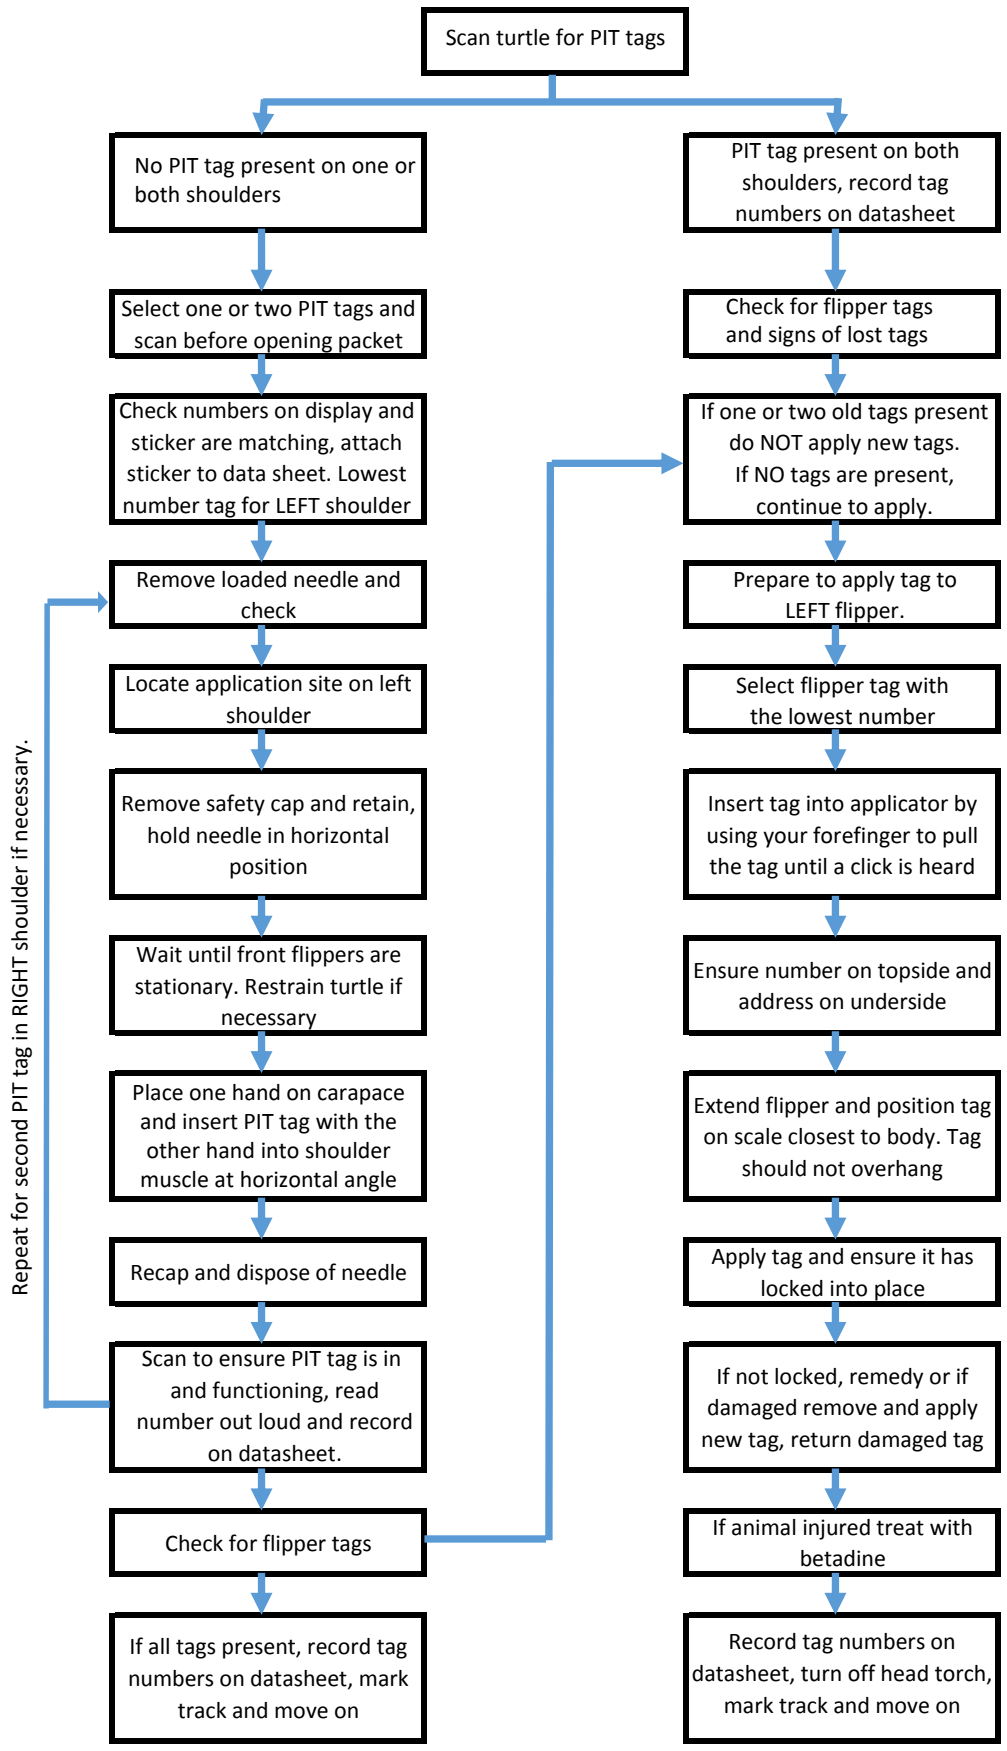 Scan turtle for PIT tags
No PIT tag present on one or
both shoulders
Select one or two PIT tags and
scan before opening packet
Check numbers on display and
sticker are matching, attach
sticker to data sheet. Lowest
number tag for LEFT shoulder
Remove loaded needle and
check
Locate application site on left
shoulder
Remove safety cap and retain,
hold needle in horizontal
position
Wait until front flippers are
stationary. Restrain turtle if
necessary
Place one hand on carapace
and insert PIT tag with the
other hand into shoulder
muscle at horizontal angle
Recap and dispose of needle
Scan to ensure PIT tag is in
and functioning, read
number out loud and record
on datasheet.
Repeat for second PIT tag in RIGHT shoulder if necessary.
Check for flipper tags
If all tags present, record tag
numbers on datasheet, mark
track and move on
PIT tag present on both
shoulders, record tag
numbers on datasheet
Check for flipper tags
and signs of lost tags
If one or two old tags present
do NOT apply new tags.
If NO tags are present,
continue to apply.
Prepare to apply tag to
LEFT flipper.
Select flipper tag with
the lowest number
Insert tag into applicator by
using your forefinger to pull
the tag until a click is heard
Ensure number on topside and
address on underside
Extend flipper and position tag
on scale closest to body. Tag
should not overhang
Apply tag and ensure it has
locked into place
If not locked, remedy or if
damaged remove and apply
new tag, return damaged tag
If animal injured treat with
betadine
Record tag numbers on
datasheet, turn off head torch,
mark track and move on